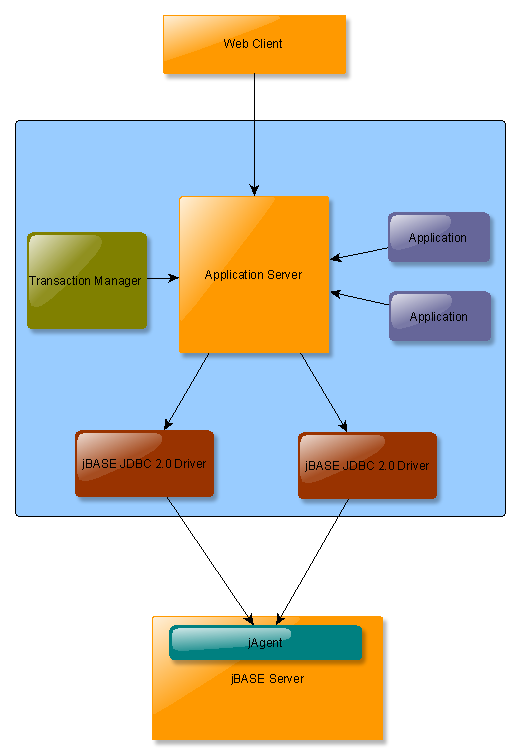 Web Client
Application
Transaction Manager
Application Server
Application
jBASE JDBC 2.0 Driver
jBASE JDBC 2.0 Driver
jAgent
jBASE Server